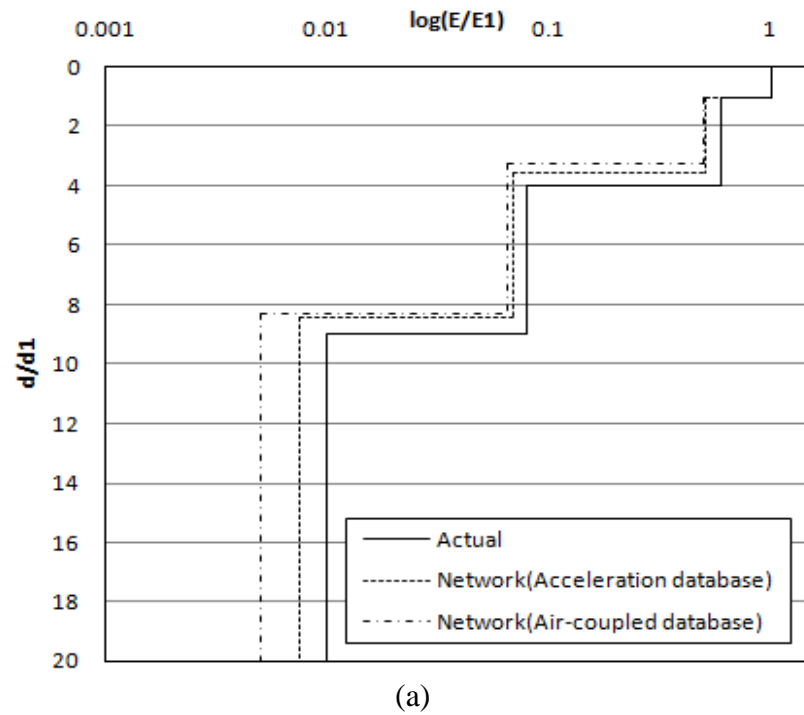 log(E/E1)
0.001 0.01 0.1 1
0
2
4
6
8
10
12
14
16
18
20
d/d1
Actual
Network(Acceleration database)
Network(Air-coupled database)
(a)